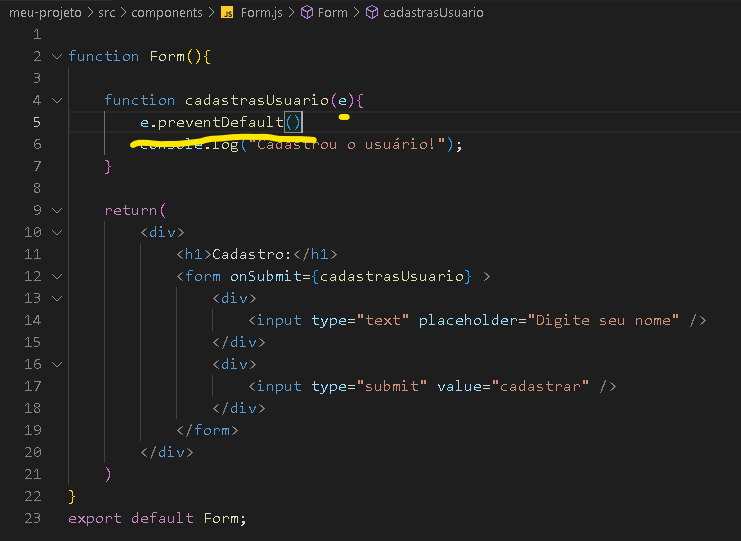 meu-projeto > src > components > JS Form.js > Form > cadastrasUsuario
1
2 function Form(){
3
4 function cadastrasUsuario(e){
5 e.preventDefault()
6 console.log("Cadastrou o usuário!");
7 }
8
9 return(
10 <div>
11 <h1>Cadastro:</h1>
12 <form onSubmit={cadastrasUsuario} >
13 <div>
14 <input type="text" placeholder="Digite seu nome" />
15 </div>
16 <div>
17 <input type="submit" value="cadastrar" />
18 </div>
19 </form>
20 </div>
21 )
22 }
23 export default Form;